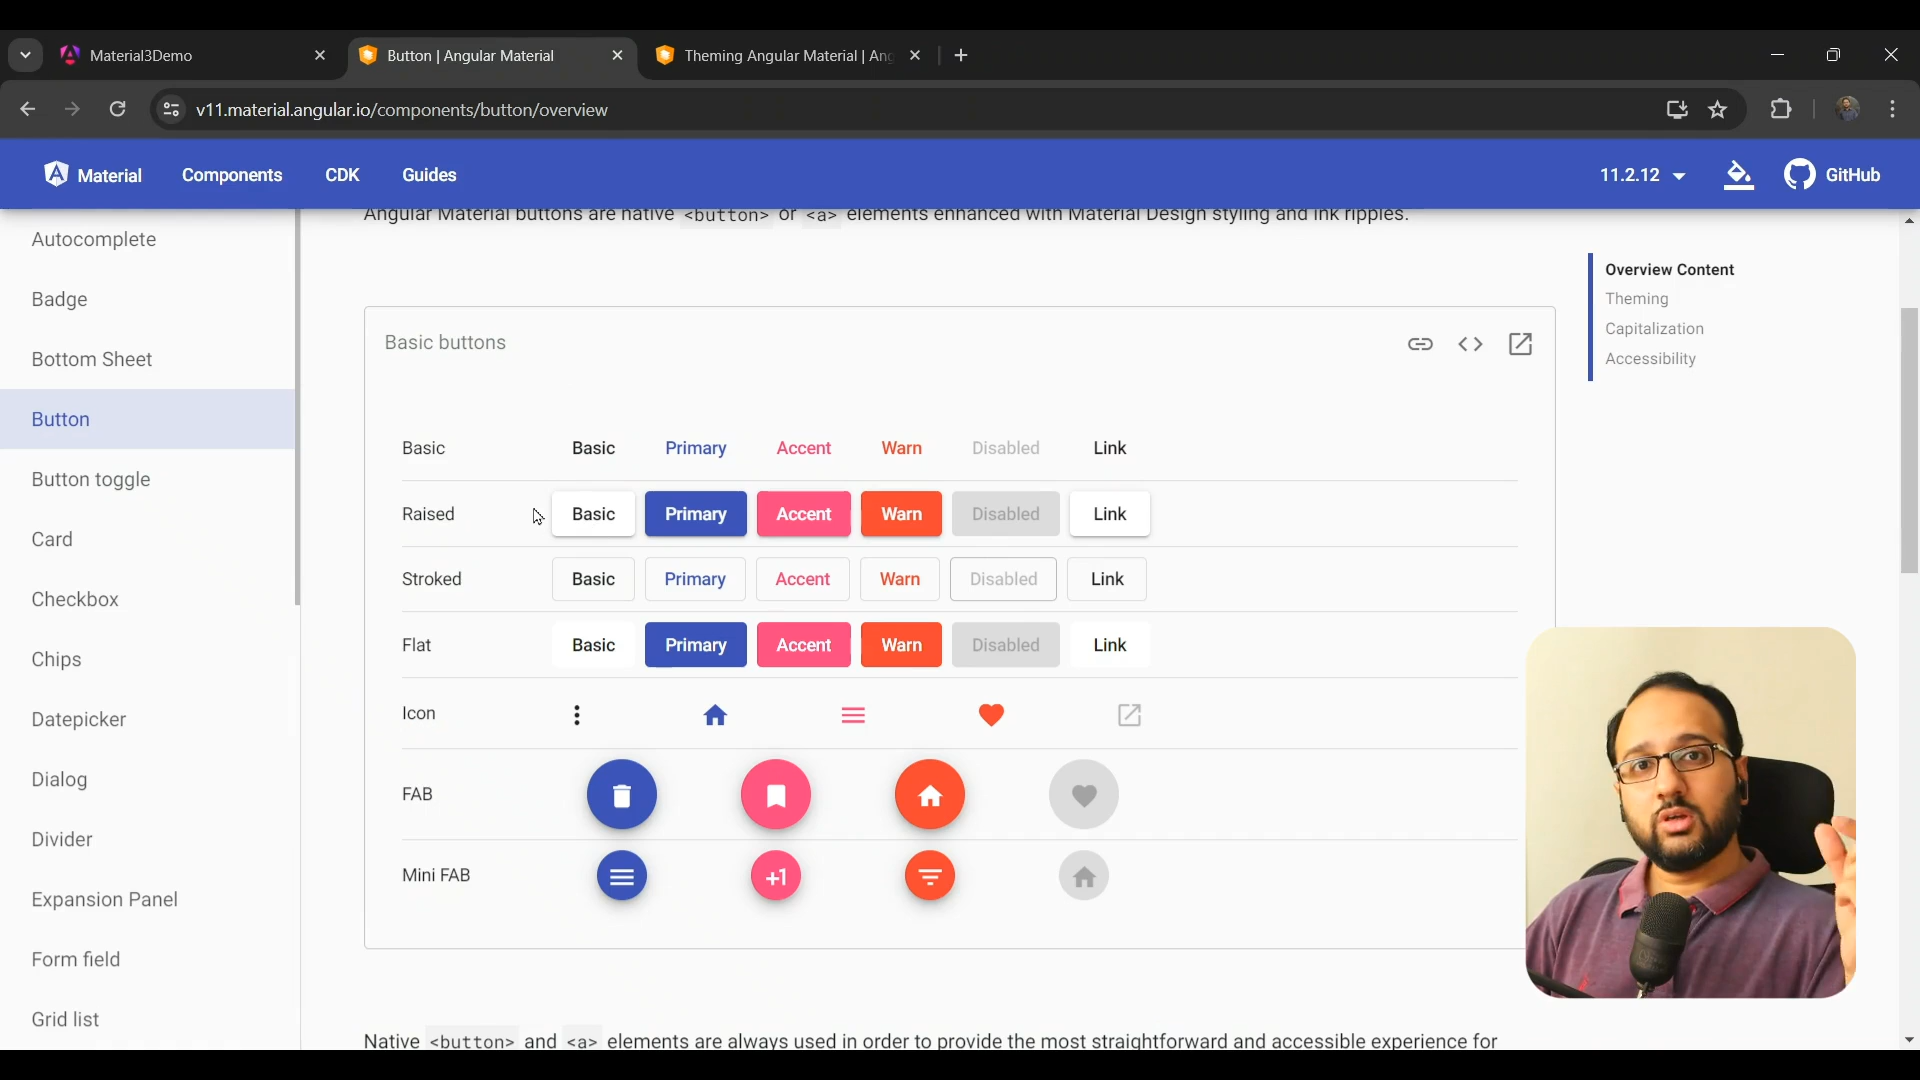 Material3Demo
Button | Angular Material
Theming Angular Material | Ang
v11.material.angular.io/components/button/overview
Material
Components
CDK
Guides
11.2.12
GitHub
Angular Material buttons are native <button> or <a> elements enhanced with Material Design styling and ink ripples.
Autocomplete
Badge
Bottom Sheet
Button
Button toggle
Card
Checkbox
Chips
Datepicker
Dialog
Divider
Expansion Panel
Form field
Grid list
Overview Content
Theming
Capitalization
Accessibility
Basic buttons
Basic Basic Primary Accent Warn Disabled Link
Raised Basic Primary Accent Warn Disabled Link
Stroked Basic Primary Accent Warn Disabled Link
Flat Basic Primary Accent Warn Disabled Link
Icon
FAB
Mini FAB +1
Native <button> and <a> elements are always used in order to provide the most straightforward and accessible experience for